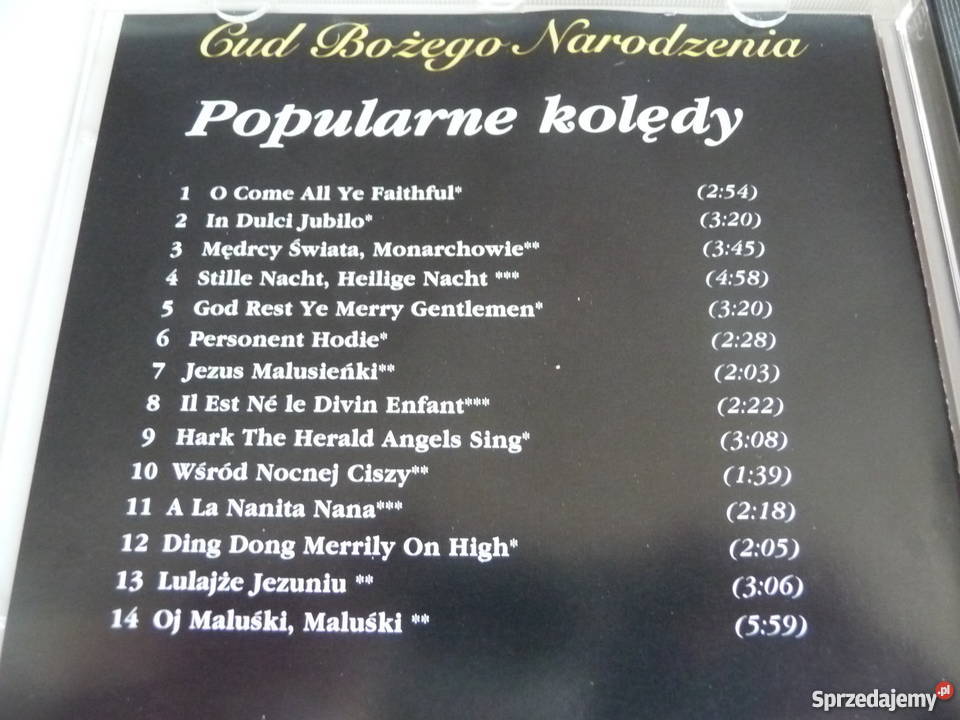 Cud Bożego Narodzenia
Popularne kolędy
1 O Come All Ye Faithful* (2:54)
2 In Dulci Jubilo* (3:20)
3 Mędrcy Świata, Monarchowie** (3:45)
4 Stille Nacht, Heilige Nacht *** (4:58)
5 God Rest Ye Merry Gentlemen* (3:20)
6 Personent Hodie* (2:28)
7 Jezus Malusieńki** (2:03)
8 Il Est Né le Divin Enfant*** (2:22)
9 Hark The Herald Angels Sing* (3:08)
10 Wśród Nocnej Ciszy** (1:39)
11 A La Nanita Nana*** (2:18)
12 Ding Dong Merrily On High* (2:05)
13 Lulajże Jezuniu ** (3:06)
14 Oj Maluśki, Maluśki ** (5:59)
Sprzedajemy.pl